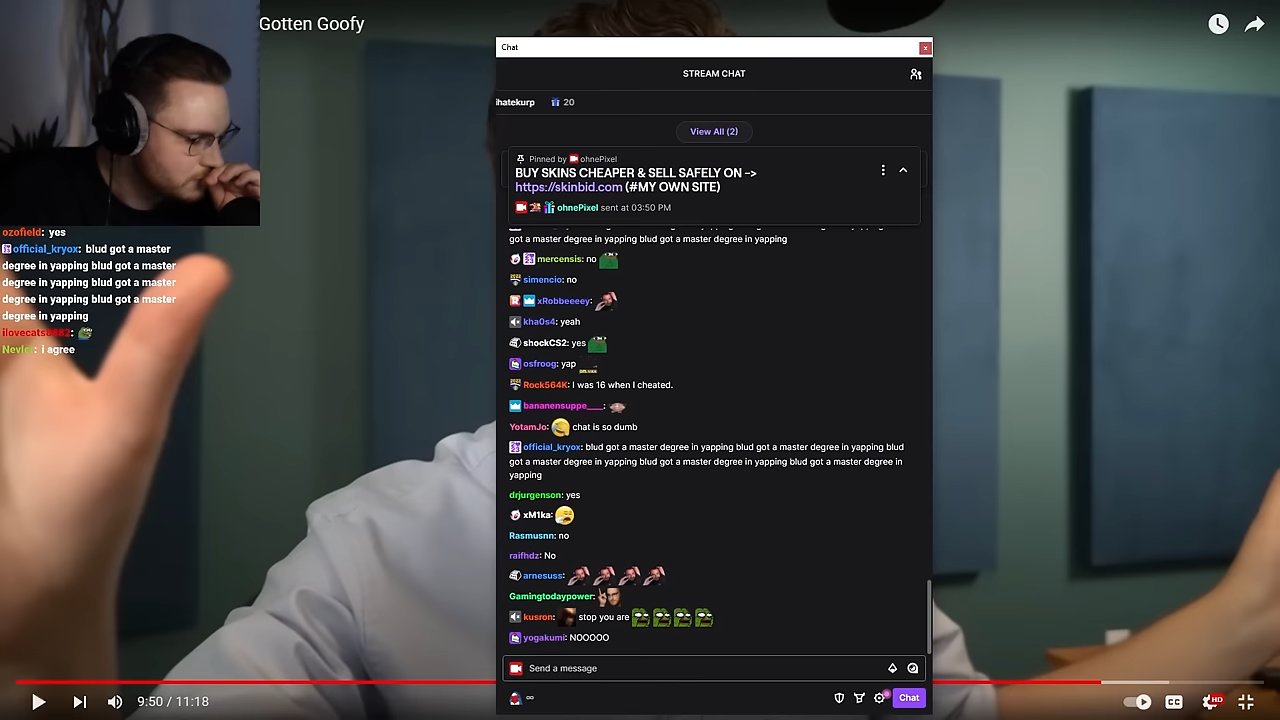 Gotten Goofy
Chat
STREAM CHAT
ihatekurp 20
View All (2)
Pinned by ohnePixel
BUY SKINS CHEAPER & SELL SAFELY ON ->
https://skinbid.com (#MY OWN SITE)
ohnePixel sent at 03:50 PM
got a master degree in yapping blud got a master degree in yapping
mercensis: no
simencio: no
xRobbeeeey:
kha0s4: yeah
shockCS2: yes
osfroog: yap
Rock564K: I was 16 when I cheated.
bananensuppe___:
YotamJo: chat is so dumb
official_kryox: blud got a master degree in yapping blud got a master degree in yapping blud
got a master degree in yapping blud got a master degree in yapping blud got a master degree in
yapping
drjurgenson: yes
xM1ka:
Rasmusnn: no
raifhdz: No
arnesuss:
Gamingtodaypower:
kusron: stop you are
yogakumi: NOOOOO
Send a message
Chat
ozofield: yes
official_kryox: blud got a master
degree in yapping blud got a master
degree in yapping blud got a master
degree in yapping blud got a master
degree in yapping
Nevler: i agree
9:50 / 11:18
CC
HD